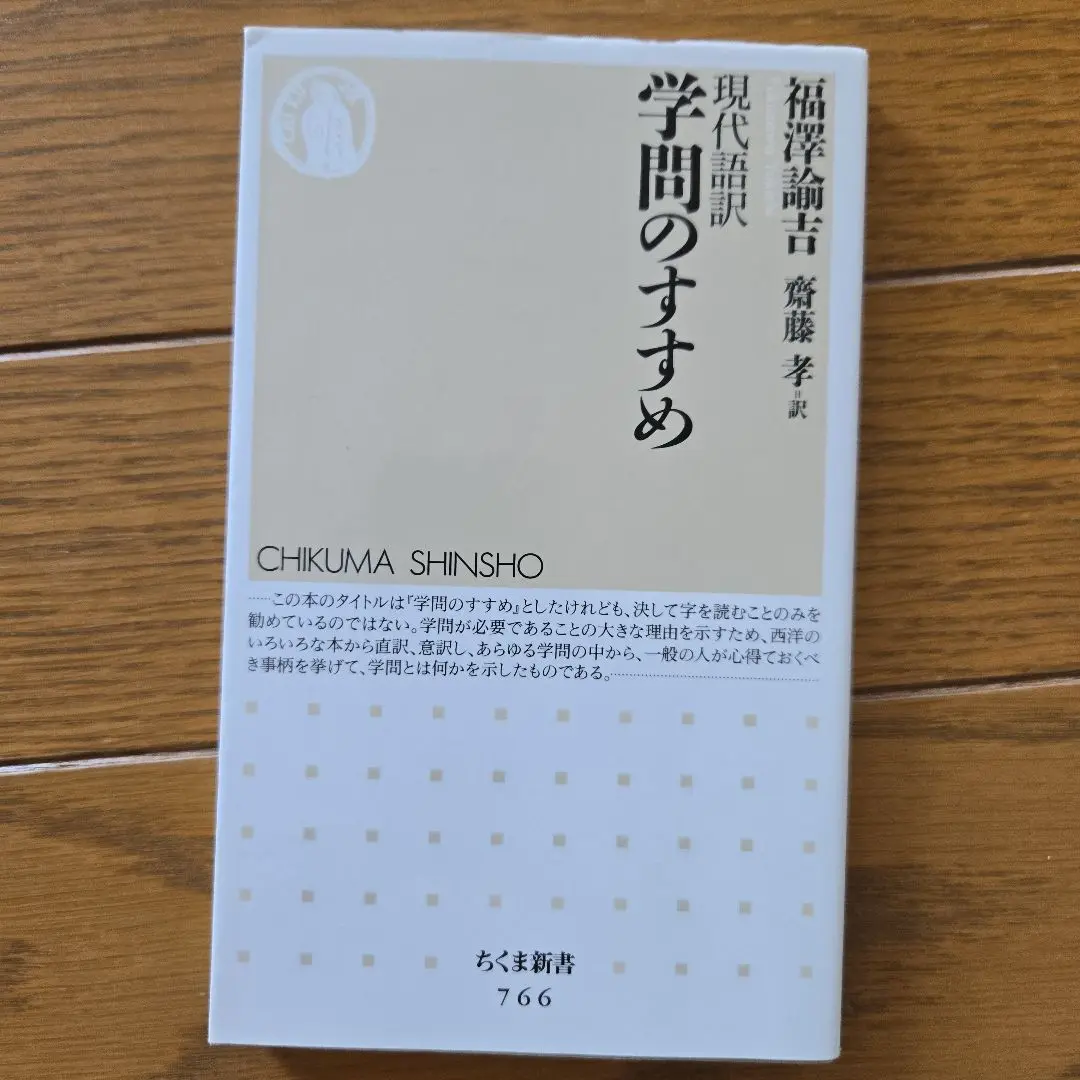 福澤諭吉 齋藤 孝=訳
現代語訳
学問のすすめ
CHIKUMA SHINSHO
……この本のタイトルは『学問のすすめ』としたけれども、決して字を読むことのみを
勧めているのではない。学問が必要であることの大きな理由を示すため、西洋の
いろいろな本から直訳、意訳し、あらゆる学問の中から、一般の人が心得ておくべ
き事柄を挙げて、学問とは何かを示したものである。……
ちくま新書
766